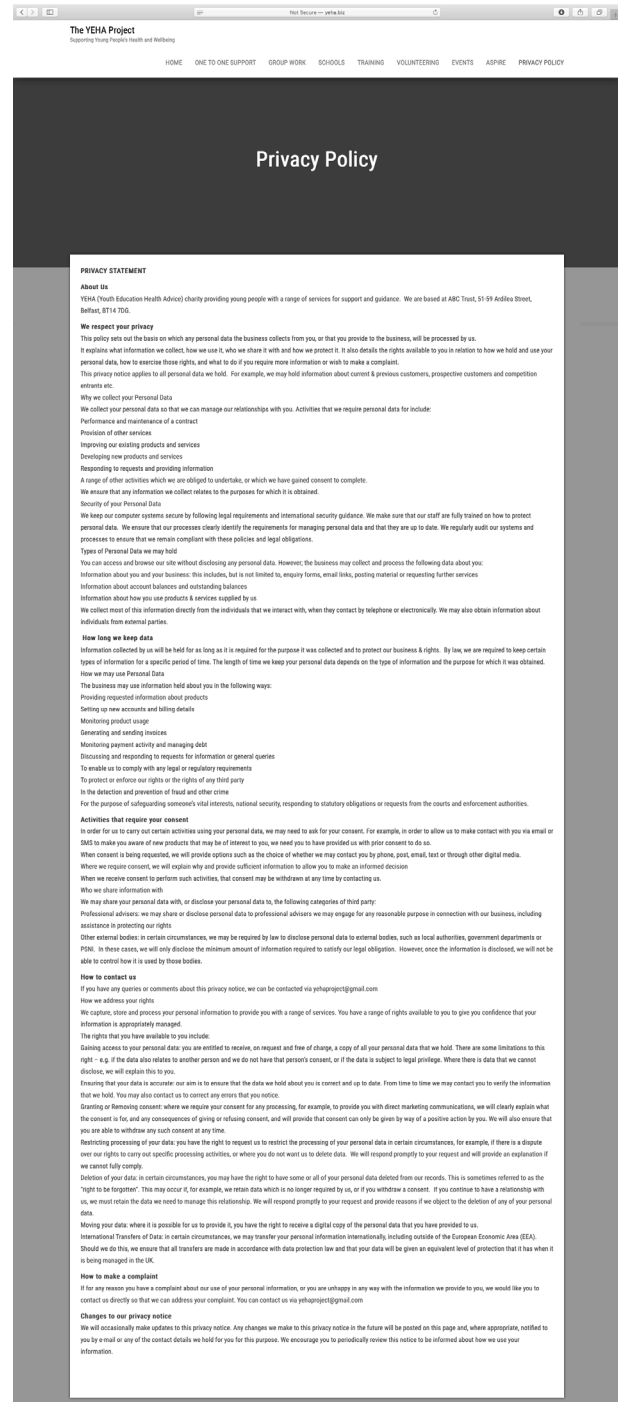 Not Secure — yeha.biz
The YEHA Project
Supporting Young People's Health and Wellbeing
HOME ONE TO ONE SUPPORT GROUP WORK SCHOOLS TRAINING VOLUNTEERING EVENTS ASPIRE PRIVACY POLICY
Privacy Policy
PRIVACY STATEMENT
About Us
YEHA (Youth Education Health Advice) charity providing young people with a range of services for support and guidance. We are based at ABC Trust, 51-59 Ardilea Street,
Belfast, BT14 7DG.
We respect your privacy
This policy sets out the basis on which any personal data the business collects from you, or that you provide to the business, will be processed by us.
It explains what information we collect, how we use it, who we share it with and how we protect it. It also details the rights available to you in relation to how we hold and use your
personal data, how to exercise those rights, and what to do if you require more information or wish to make a complaint.
This privacy notice applies to all personal data we hold. For example, we may hold information about current & previous customers, prospective customers and competition
entrants etc.
Why we collect your Personal Data
We collect your personal data so that we can manage our relationships with you. Activities that we require personal data for include:
Performance and maintenance of a contract
Provision of other services
Improving our existing products and services
Developing new products and services
Responding to requests and providing information
A range of other activities which we are obliged to undertake, or which we have gained consent to complete.
We ensure that any information we collect relates to the purposes for which it is obtained.
Security of your Personal Data
We keep our computer systems secure by following legal requirements and international security guidance. We make sure that our staff are fully trained on how to protect
personal data. We ensure that our processes clearly identify the requirements for managing personal data and that they are up to date. We regularly audit our systems and
processes to ensure that we remain compliant with these policies and legal obligations.
Types of Personal Data we may hold
You can access and browse our site without disclosing any personal data. However; the business may collect and process the following data about you:
Information about you and your business: this includes, but is not limited to, enquiry forms, email links, posting material or requesting further services
Information about account balances and outstanding balances
Information about how you use products & services supplied by us
We collect most of this information directly from the individuals that we interact with, when they contact by telephone or electronically. We may also obtain information about
individuals from external parties.
How long we keep data
Information collected by us will be held for as long as it is required for the purpose it was collected and to protect our business & rights. By law, we are required to keep certain
types of information for a specific period of time. The length of time we keep your personal data depends on the type of information and the purpose for which it was obtained.
How we may use Personal Data
The business may use information held about you in the following ways:
Providing requested information about products
Setting up new accounts and billing details
Monitoring product usage
Generating and sending invoices
Monitoring payment activity and managing debt
Discussing and responding to requests for information or general queries
To enable us to comply with any legal or regulatory requirements
To protect or enforce our rights or the rights of any third party
In the detection and prevention of fraud and other crime
For the purpose of safeguarding someone's vital interests, national security, responding to statutory obligations or requests from the courts and enforcement authorities.
Activities that require your consent
In order for us to carry out certain activities using your personal data, we may need to ask for your consent. For example, in order to allow us to make contact with you via email or
SMS to make you aware of new products that may be of interest to you, we need you to have provided us with prior consent to do so.
When consent is being requested, we will provide options such as the choice of whether we may contact you by phone, post, email, text or through other digital media.
Where we require consent, we will explain why and provide sufficient information to allow you to make an informed decision
When we receive consent to perform such activities, that consent may be withdrawn at any time by contacting us.
Who we share information with
We may share your personal data with, or disclose your personal data to, the following categories of third party:
Professional advisers: we may share or disclose personal data to professional advisers we may engage for any reasonable purpose in connection with our business, including
assistance in protecting our rights
Other external bodies: in certain circumstances, we may be required by law to disclose personal data to external bodies, such as local authorities, government departments or
PSNI. In these cases, we will only disclose the minimum amount of information required to satisfy our legal obligation. However, once the information is disclosed, we will not be
able to control how it is used by those bodies.
How to contact us
If you have any queries or comments about this privacy notice, we can be contacted via yehaproject@gmail.com
How we address your rights
We capture, store and process your personal information to provide you with a range of services. You have a range of rights available to you to give you confidence that your
information is appropriately managed.
The rights that you have available to you include:
Gaining access to your personal data: you are entitled to receive, on request and free of charge, a copy of all your personal data that we hold. There are some limitations to this
right – e.g. if the data also relates to another person and we do not have that person's consent, or if the data is subject to legal privilege. Where there is data that we cannot
disclose, we will explain this to you.
Ensuring that your data is accurate: our aim is to ensure that the data we hold about you is correct and up to date. From time to time we may contact you to verify the information
that we hold. You may also contact us to correct any errors that you notice.
Granting or Removing consent: where we require your consent for any processing, for example, to provide you with direct marketing communications, we will clearly explain what
the consent is for, and any consequences of giving or refusing consent, and will provide that consent can only be given by way of a positive action by you. We will also ensure that
you are able to withdraw any such consent at any time.
Restricting processing of your data: you have the right to request us to restrict the processing of your personal data in certain circumstances, for example, if there is a dispute
over our rights to carry out specific processing activities, or where you do not want us to delete data. We will respond promptly to your request and will provide an explanation if
we cannot fully comply.
Deletion of your data: in certain circumstances, you may have the right to have some or all of your personal data deleted from our records. This is sometimes referred to as the
"right to be forgotten". This may occur if, for example, we retain data which is no longer required by us, or if you withdraw a consent. If you continue to have a relationship with
us, we must retain the data we need to manage this relationship. We will respond promptly to your request and provide reasons if we object to the deletion of any of your personal
data.
Moving your data: where it is possible for us to provide it, you have the right to receive a digital copy of the personal data that you have provided to us.
International Transfers of Data: in certain circumstances, we may transfer your personal information internationally, including outside of the European Economic Area (EEA).
Should we do this, we ensure that all transfers are made in accordance with data protection law and that your data will be given an equivalent level of protection that it has when it
is being managed in the UK.
How to make a complaint
If for any reason you have a complaint about our use of your personal information, or you are unhappy in any way with the information we provide to you, we would like you to
contact us directly so that we can address your complaint. You can contact us via yehaproject@gmail.com
Changes to our privacy notice
We will occasionally make updates to this privacy notice. Any changes we make to this privacy notice in the future will be posted on this page and, where appropriate, notified to
you by e-mail or any of the contact details we hold for you for this purpose. We encourage you to periodically review this notice to be informed about how we use your
information.